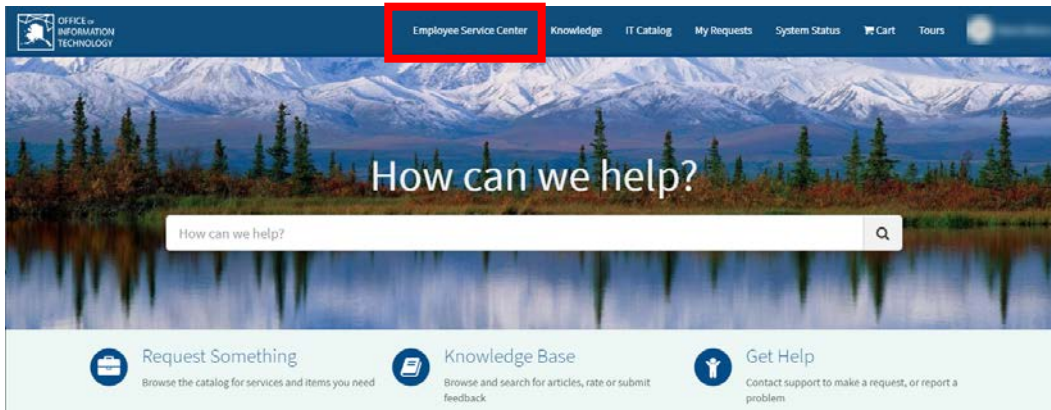 OFFICE OF
INFORMATION
TECHNOLOGY
Employee Service Center Knowledge IT Catalog My Requests System Status Cart Tours
How can we help?
How can we help?
Request Something Knowledge Base Get Help
Browse the catalog for services and items you need Browse and search for articles, rate or submit Contact support to make a request, or report a
feedback problem